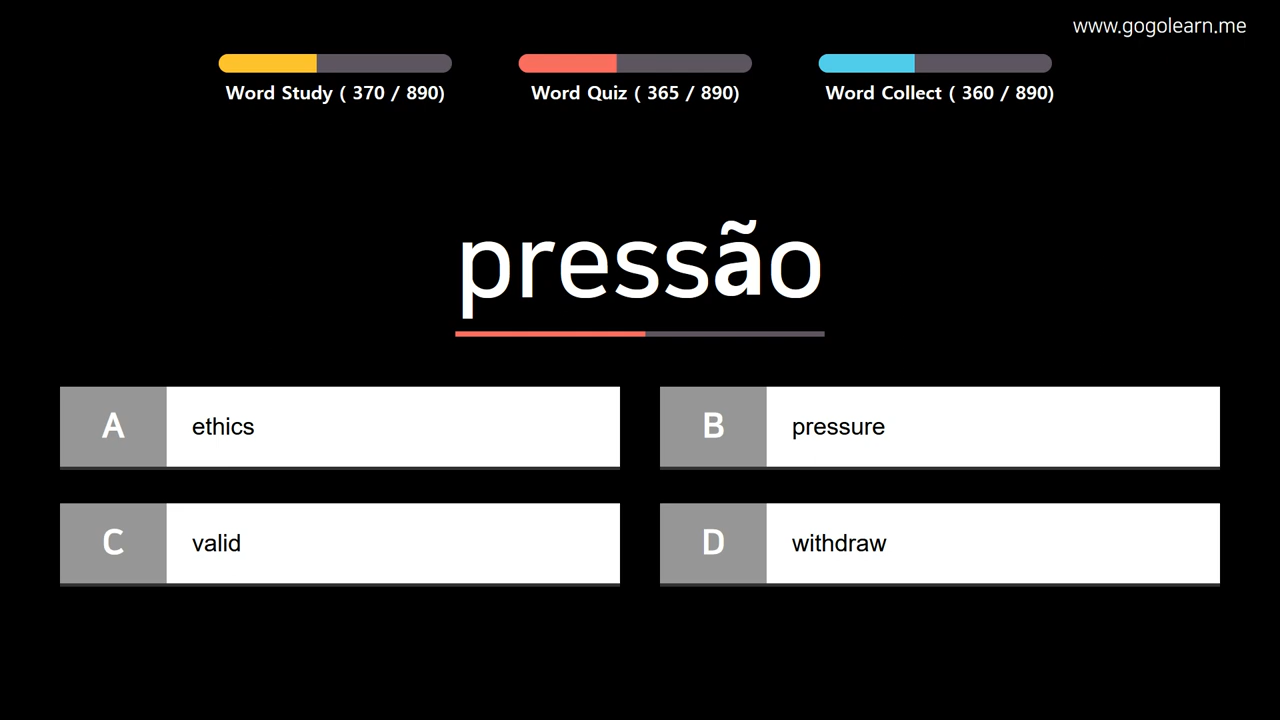 www.gogolearn.me
Word Study ( 370 / 890)
Word Quiz ( 365 / 890)
Word Collect ( 360 / 890)
pressão
A ethics
B pressure
C valid
D withdraw